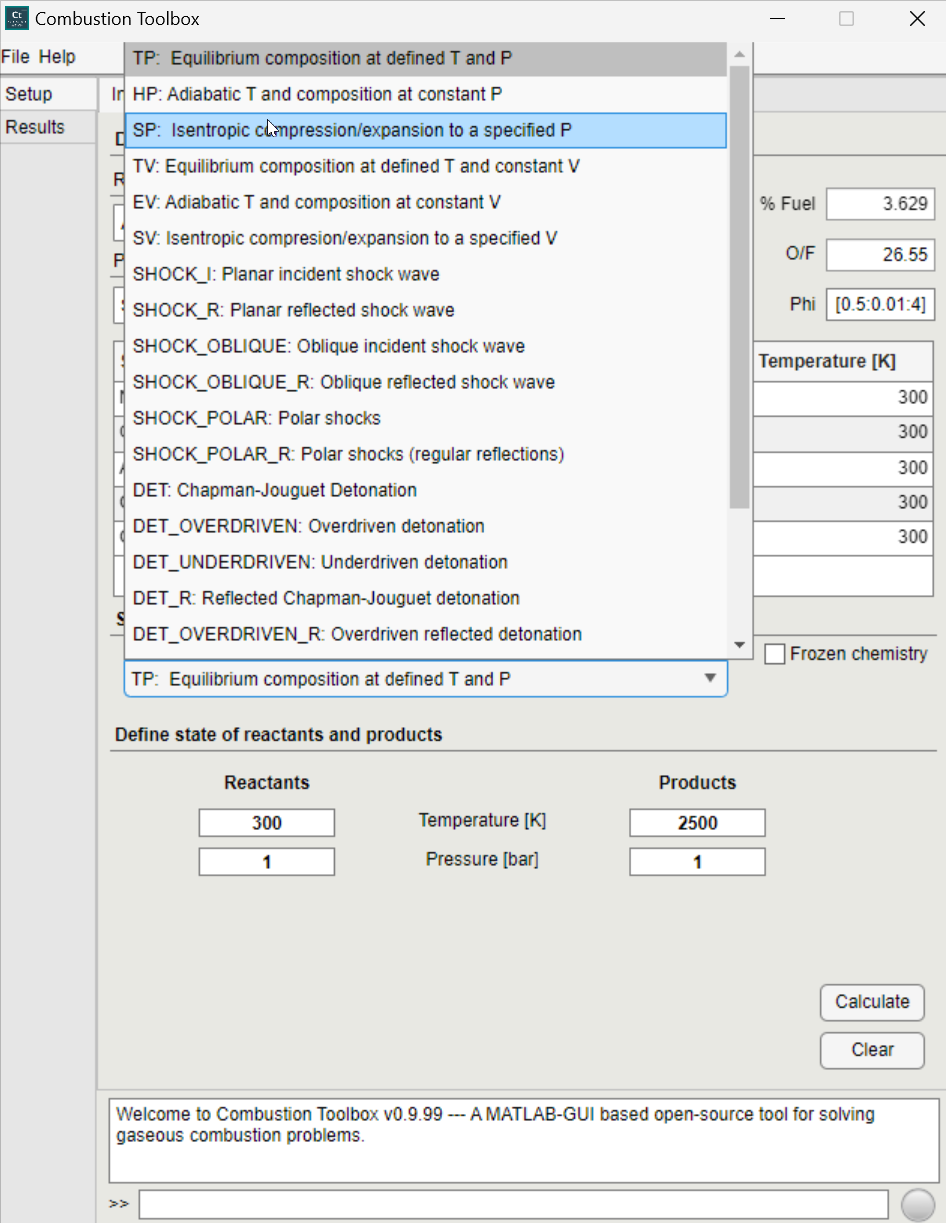 Ct Combustion Toolbox
File Help
Setup
Results
TP: Equilibrium composition at defined T and P
HP: Adiabatic T and composition at constant P
SP: Isentropic compression/expansion to a specified P
TV: Equilibrium composition at defined T and constant V
EV: Adiabatic T and composition at constant V
SV: Isentropic compresion/expansion to a specified V
SHOCK_I: Planar incident shock wave
SHOCK_R: Planar reflected shock wave
SHOCK_OBLIQUE: Oblique incident shock wave
SHOCK_OBLIQUE_R: Oblique reflected shock wave
SHOCK_POLAR: Polar shocks
SHOCK_POLAR_R: Polar shocks (regular reflections)
DET: Chapman-Jouguet Detonation
DET_OVERDRIVEN: Overdriven detonation
DET_UNDERDRIVEN: Underdriven detonation
DET_R: Reflected Chapman-Jouguet detonation
DET_OVERDRIVEN_R: Overdriven reflected detonation
% Fuel 3.629
O/F 26.55
Phi [0.5:0.01:4]
Temperature [K]
300
300
300
300
300
Frozen chemistry
TP: Equilibrium composition at defined T and P
Define state of reactants and products
Reactants Products
300 Temperature [K] 2500
1 Pressure [bar] 1
Calculate
Clear
Welcome to Combustion Toolbox v0.9.99 --- A MATLAB-GUI based open-source tool for solving
gaseous combustion problems.
>>